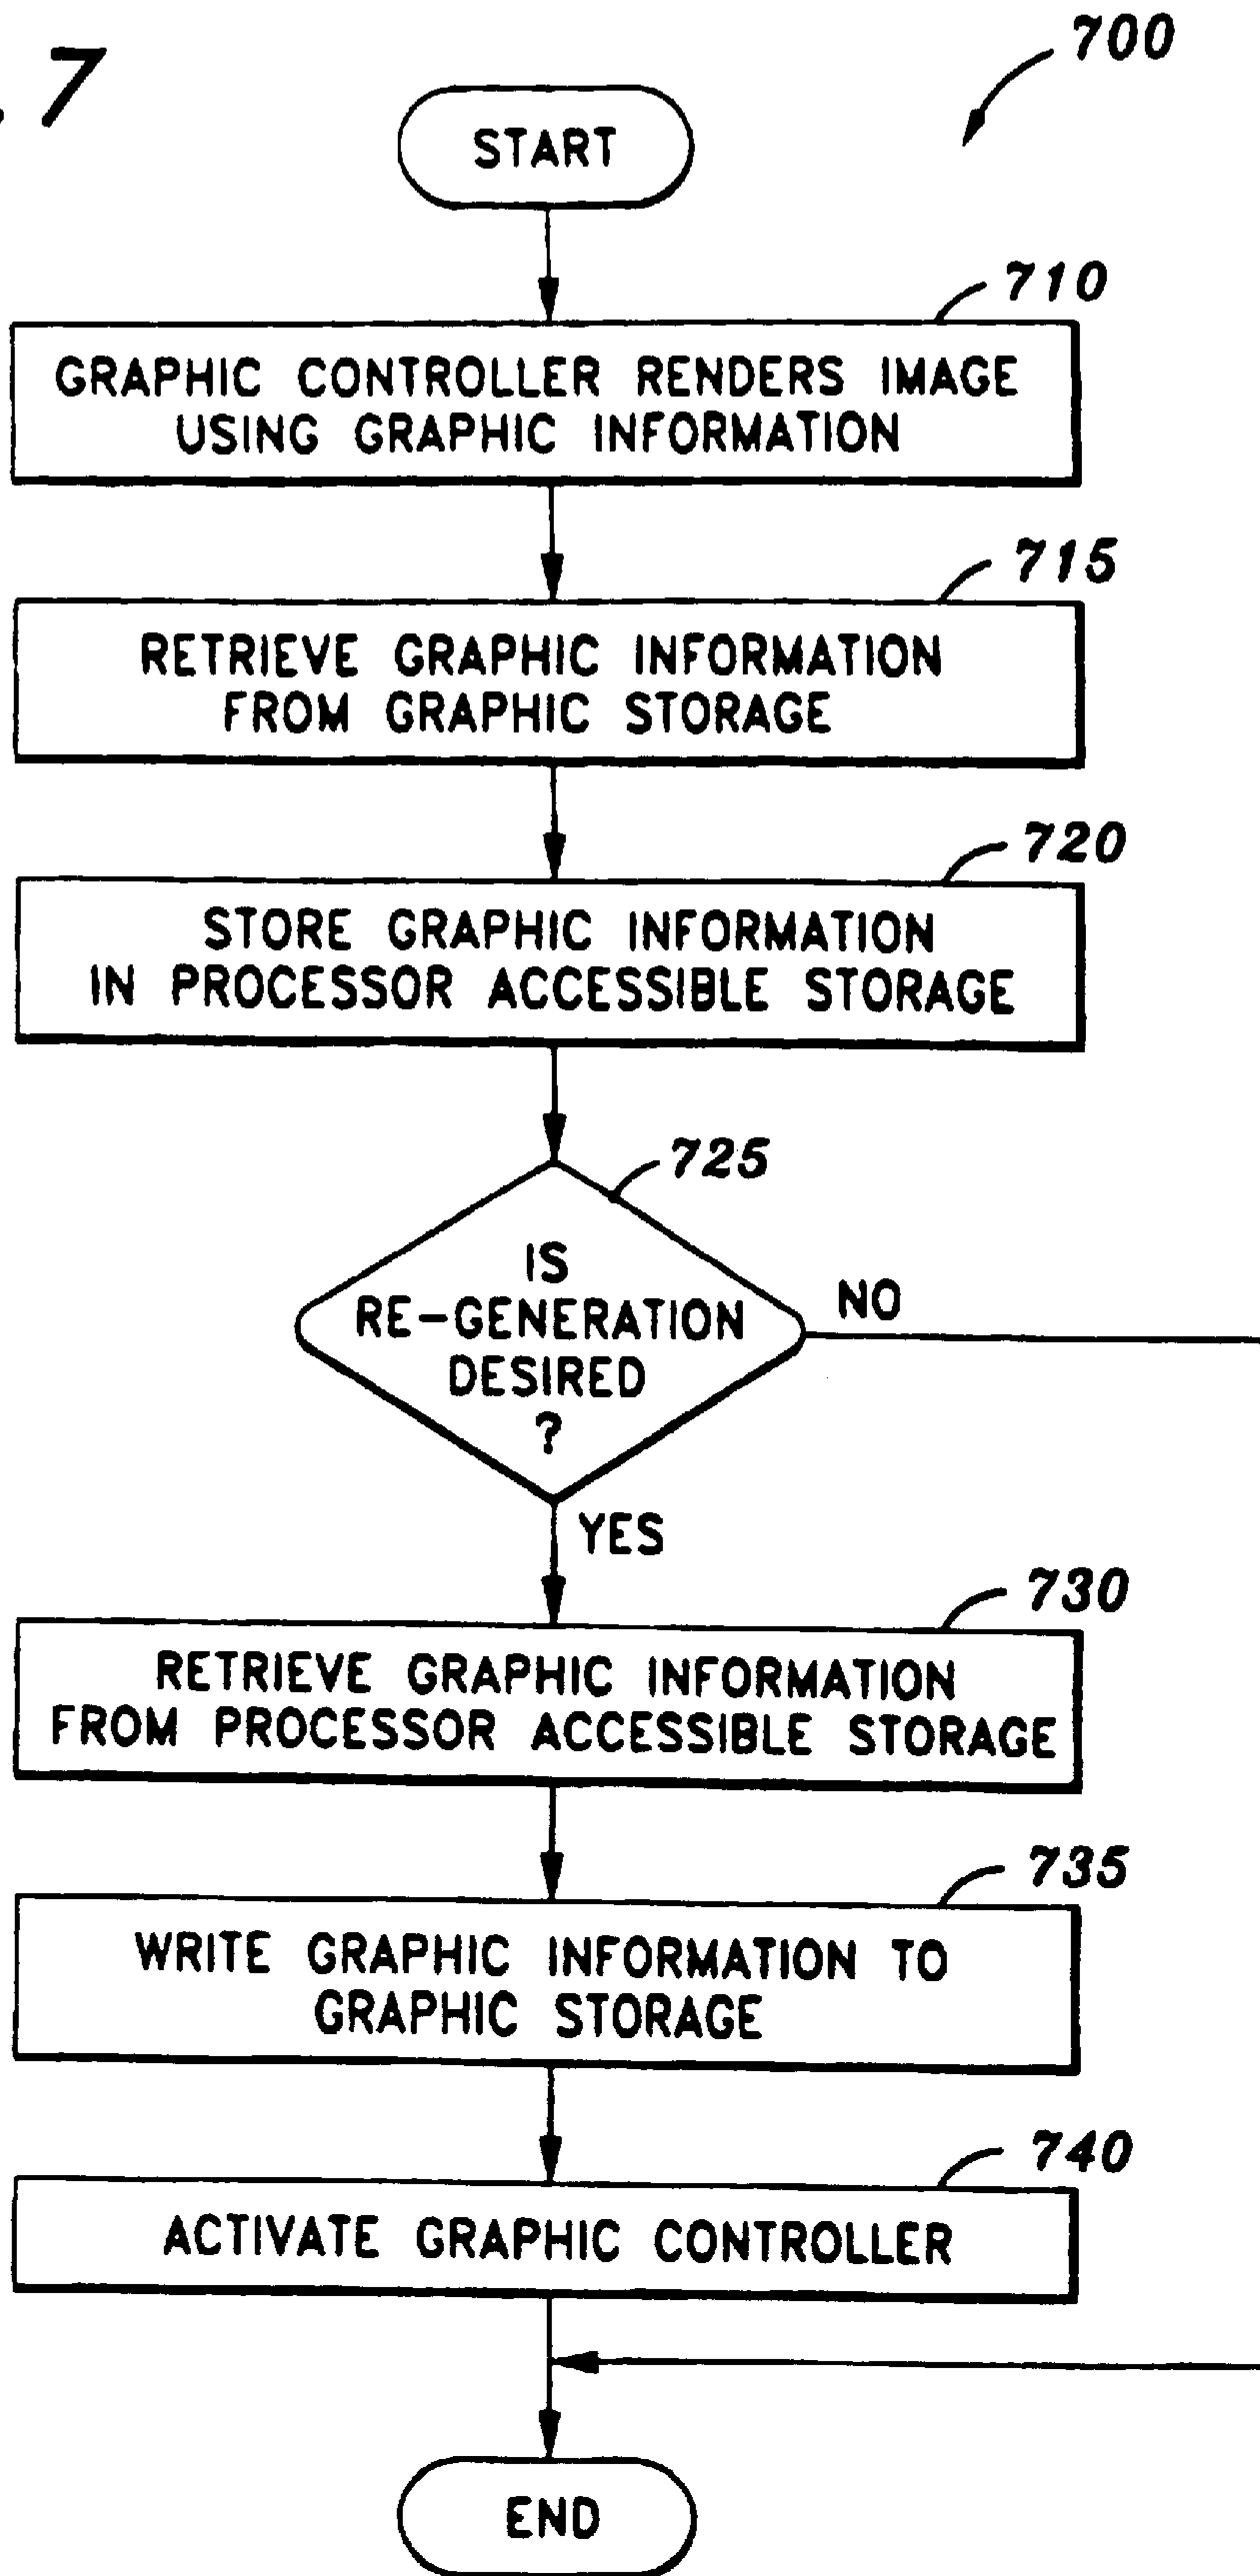 . 7
700
START
710
GRAPHIC CONTROLLER RENDERS IMAGE
USING GRAPHIC INFORMATION
715
RETRIEVE GRAPHIC INFORMATION
FROM GRAPHIC STORAGE
720
STORE GRAPHIC INFORMATION
IN PROCESSOR ACCESSIBLE STORAGE
725
IS
RE-GENERATION
DESIRED
?
NO
YES
730
RETRIEVE GRAPHIC INFORMATION
FROM PROCESSOR ACCESSIBLE STORAGE
735
WRITE GRAPHIC INFORMATION TO
GRAPHIC STORAGE
740
ACTIVATE GRAPHIC CONTROLLER
END